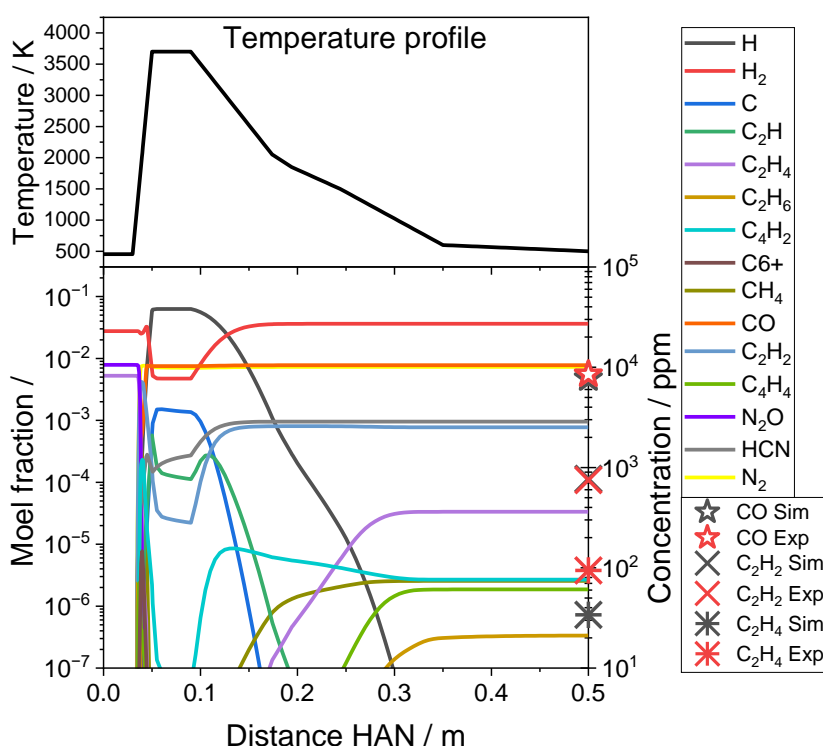 Temperature profile
Temperature / K
4000
3500
3000
2500
2000
1500
1000
500
Moel fraction /
10⁻¹
10⁻²
10⁻³
10⁻⁴
10⁻⁵
10⁻⁶
10⁻⁷
10⁵
10⁴
10³
10²
10¹
Concentration / ppm
0.0 0.1 0.2 0.3 0.4 0.5
Distance HAN / m
H
H₂
C
C₂H
C₂H₄
C₂H₆
C₄H₂
C6+
CH₄
CO
C₂H₂
C₄H₄
N₂O
HCN
N₂
CO Sim
CO Exp
C₂H₂ Sim
C₂H₂ Exp
C₂H₄ Sim
C₂H₄ Exp